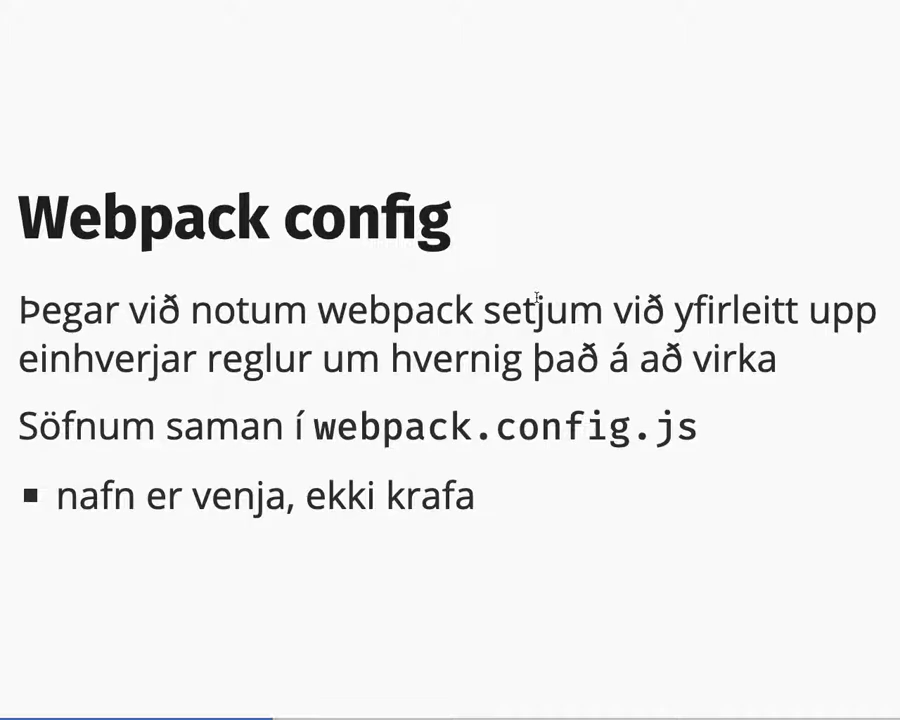 Webpack config
Þegar við notum webpack setjum við yfirleitt upp
einhverjar reglur um hvernig það á að virka
Söfnum saman í webpack.config.js
▪ nafn er venja, ekki krafa